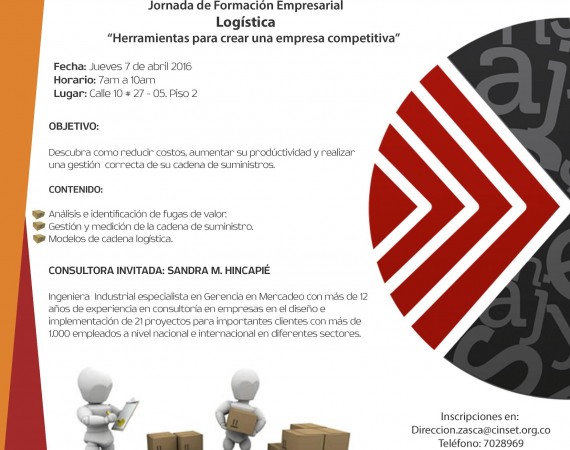 Jornada de Formación Empresarial
Logística
“Herramientas para crear una empresa competitiva”
Fecha: Jueves 7 de abril 2016
Horario: 7am a 10am
Lugar: Calle 10 # 27 - 05. Piso 2
OBJETIVO:
Descubra como reducir costos, aumentar su prodúctividad y realizar
una gestión correcta de su cadena de suministros.
CONTENIDO:
Análisis e identificación de fugas de valor.
Gestión y medición de la cadena de suministro.
Modelos de cadena logística.
CONSULTORA INVITADA: SANDRA M. HINCAPIÉ
Ingeniera Industrial especialista en Gerencia en Mercadeo con más de 12
años de experiencia en consultoría en empresas en el diseño e
implementación de 21 proyectos para importantes clientes con más de
1.000 empleados a nivel nacional e internacional en diferentes sectores.
Inscripciones en:
Direccion.zasca@cinset.org.co
Teléfono: 7028969